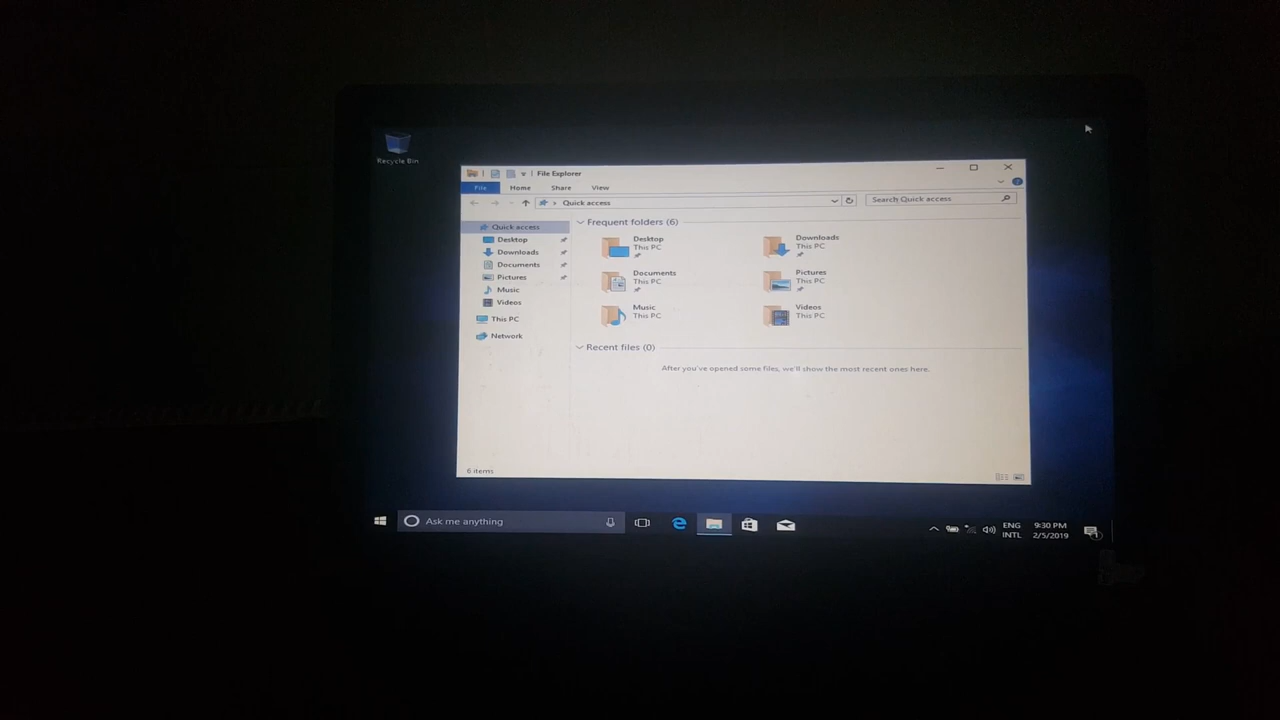 Recycle Bin
File Explorer
File Home Share View
Quick access
Search Quick access
Quick access
Desktop
Downloads
Documents
Pictures
Music
Videos
This PC
Network
Frequent folders (6)
Desktop
This PC
Downloads
This PC
Documents
This PC
Pictures
This PC
Music
This PC
Videos
This PC
Recent files (0)
After you've opened some files, we'll show the most recent ones here.
6 items
Ask me anything
ENG
INTL
9:30 PM
2/5/2019